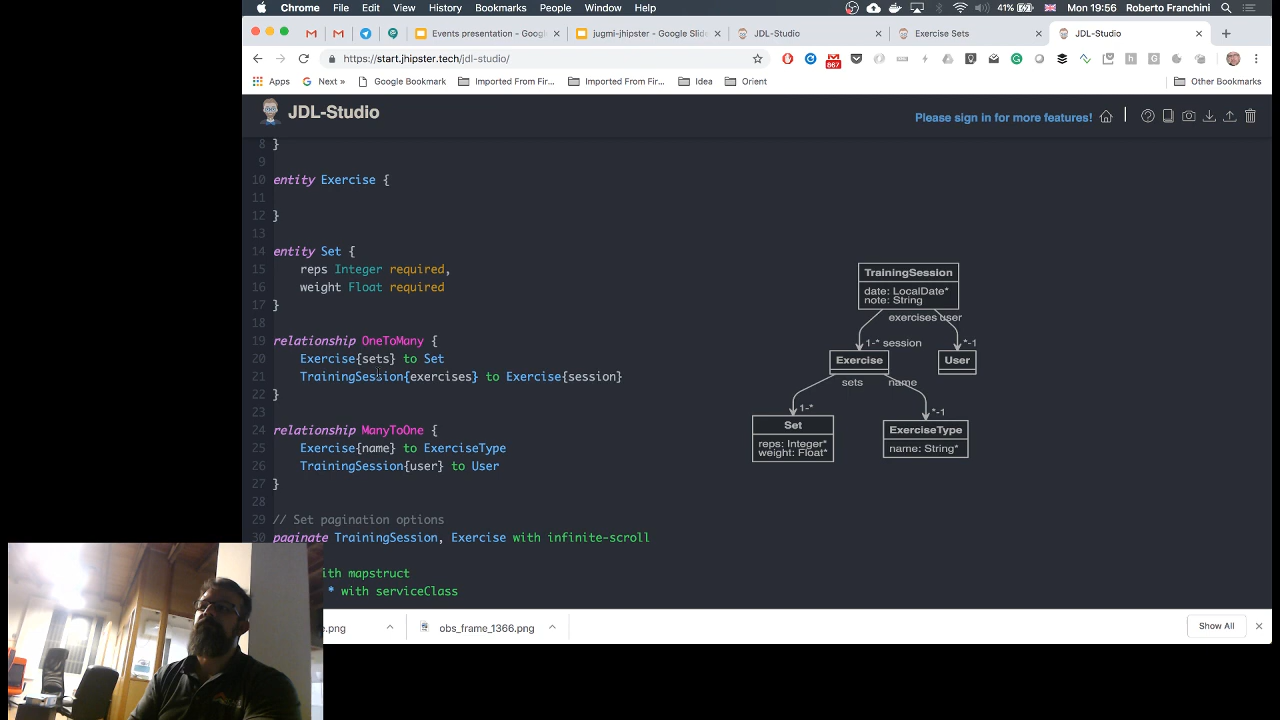 Chrome File Edit View History Bookmarks People Window Help 41% Mon 19:56 Roberto Franchini
Events presentation - Goog
jugmi-jhipster - Google Slid
JDL-Studio
Exercise Sets
JDL-Studio
https://start.jhipster.tech/jdl-studio/
867
Apps
Next »
Google Bookmark
Imported From Fir...
Imported From Fir...
Idea
Orient
Other Bookmarks
JDL-Studio
Please sign in for more features!
8 }
9
10 entity Exercise {
11
12 }
13
14 entity Set {
15 reps Integer required,
16 weight Float required
17 }
18
19 relationship OneToMany {
20 Exercise{sets} to Set
21 TrainingSession{exercises} to Exercise{session}
22 }
23
24 relationship ManyToOne {
25 Exercise{name} to ExerciseType
26 TrainingSession{user} to User
27 }
28
29 // Set pagination options
30 paginate TrainingSession, Exercise with infinite-scroll
ith mapstruct
* with serviceClass
TrainingSession
date: LocalDate*
note: String
exercises user
1-* session
*-1
Exercise
User
sets
name
1-*
*-1
Set
reps: Integer*
weight: Float*
ExerciseType
name: String*
e.png
obs_frame_1366.png
Show All